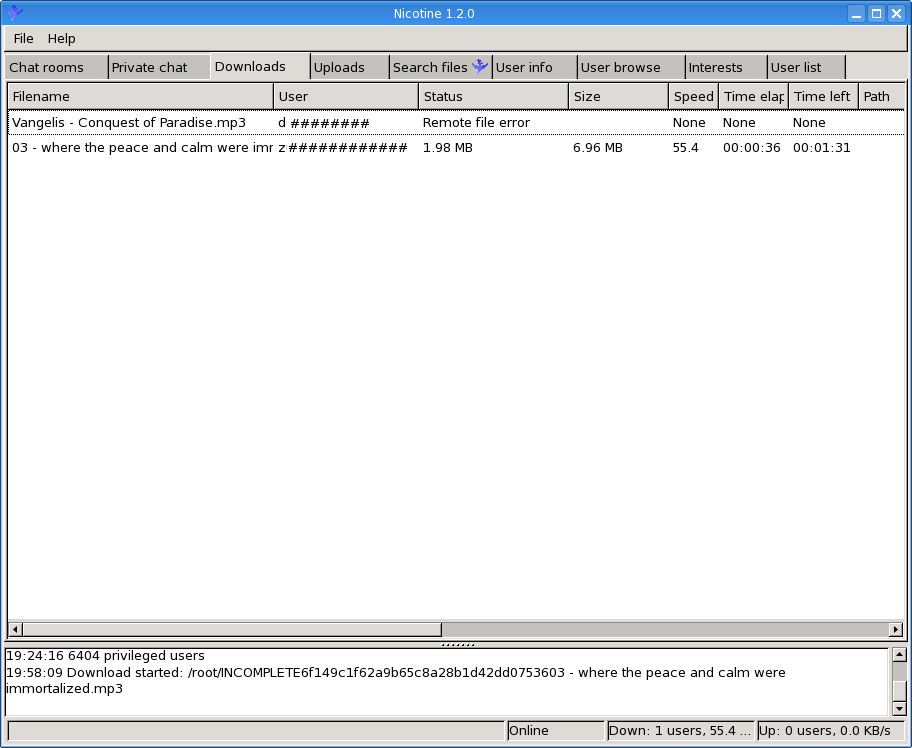 Nicotine 1.2.0
File Help
Chat rooms Private chat Downloads Uploads Search files User info User browse Interests User list
Filename User Status Size Speed Time elap Time left Path
Vangelis - Conquest of Paradise.mp3 d ######## Remote file error None None None
03 - where the peace and calm were imr z############ 1.98 MB 6.96 MB 55.4 00:00:36 00:01:31
19:24:16 6404 privileged users
19:58:09 Download started: /root/INCOMPLETE6f149c1f62a9b65c8a28b1d42dd0753603 - where the peace and calm were
immortalized.mp3
Online Down: 1 users, 55.4 ... Up: 0 users, 0.0 KB/s